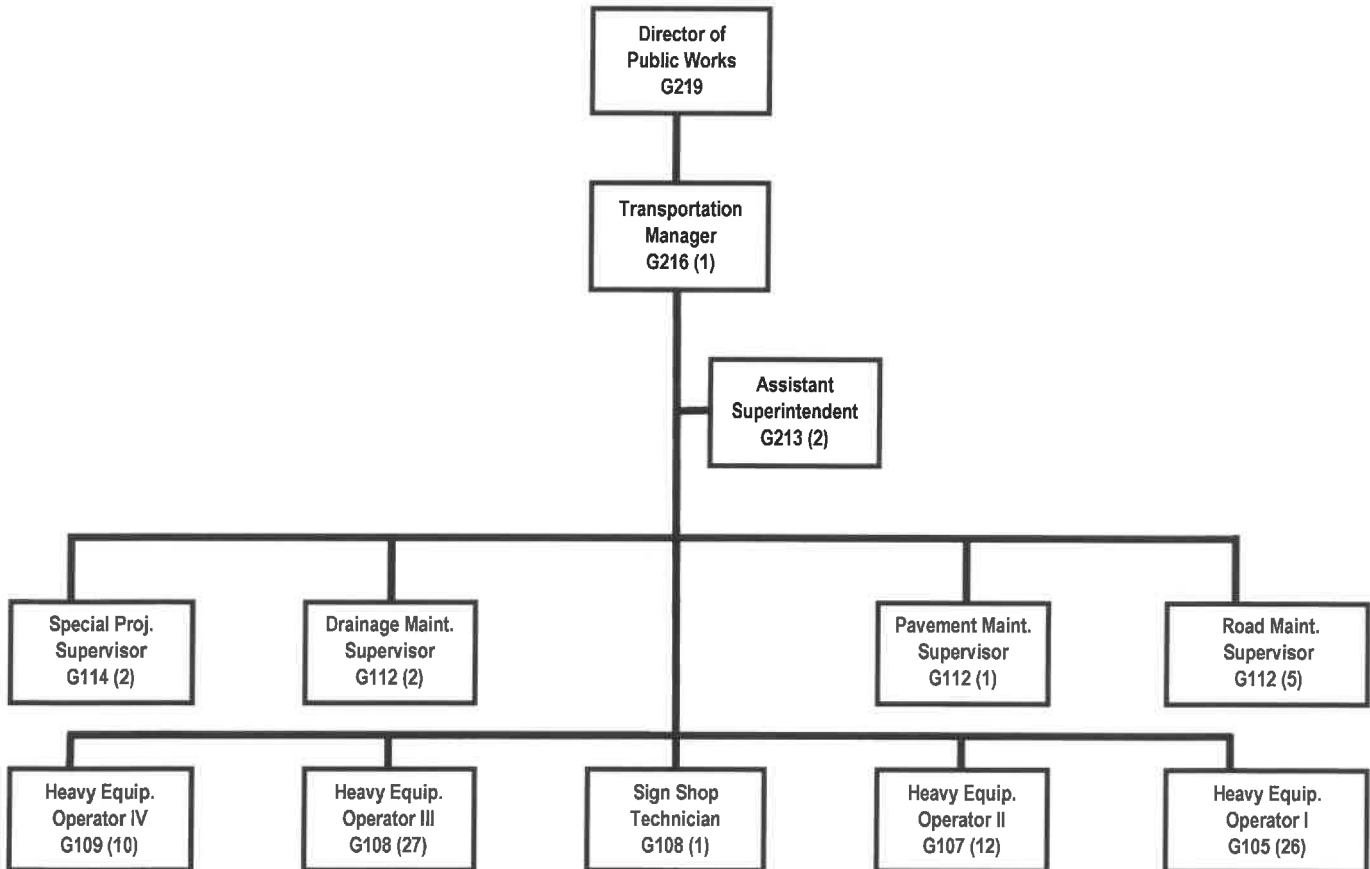 Director of
Public Works
G219
Transportation
Manager
G216 (1)
Assistant
Superintendent
G213 (2)
Special Proj.
Supervisor
G114 (2)
Drainage Maint.
Supervisor
G112 (2)
Pavement Maint.
Supervisor
G112 (1)
Road Maint.
Supervisor
G112 (5)
Heavy Equip.
Operator IV
G109 (10)
Heavy Equip.
Operator III
G108 (27)
Sign Shop
Technician
G108 (1)
Heavy Equip.
Operator II
G107 (12)
Heavy Equip.
Operator I
G105 (26)